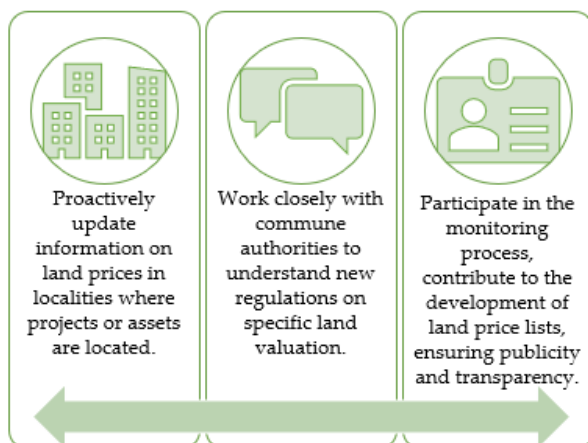 Proactively
update
information on
land prices in
localities where
projects or assets
are located.
Work closely with
commune
authorities to
understand new
regulations on
specific land
valuation.
Participate in the
monitoring
process,
contribute to the
development of
land price lists,
ensuring publicity
and transparency.